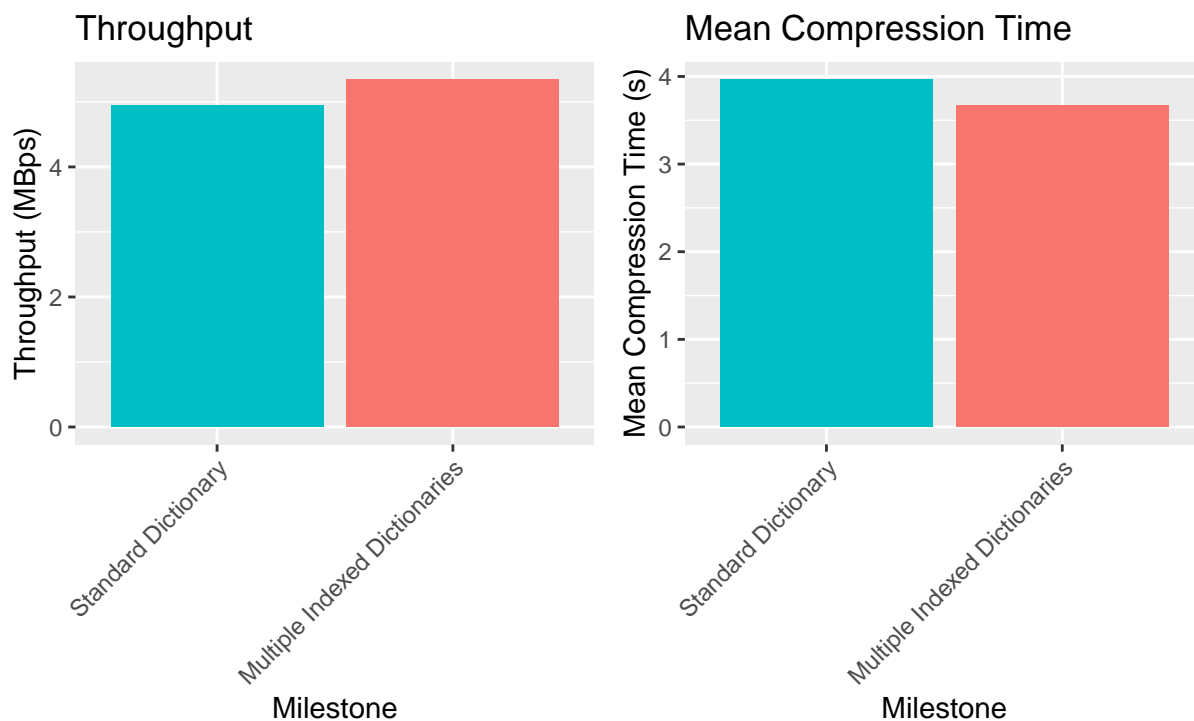 Throughput
Throughput (MBps)
4
2
0
Standard Dictionary
Multiple Indexed Dictionaries
Milestone
Mean Compression Time
Mean Compression Time (s)
4
3
2
1
0
Standard Dictionary
Multiple Indexed Dictionaries
Milestone